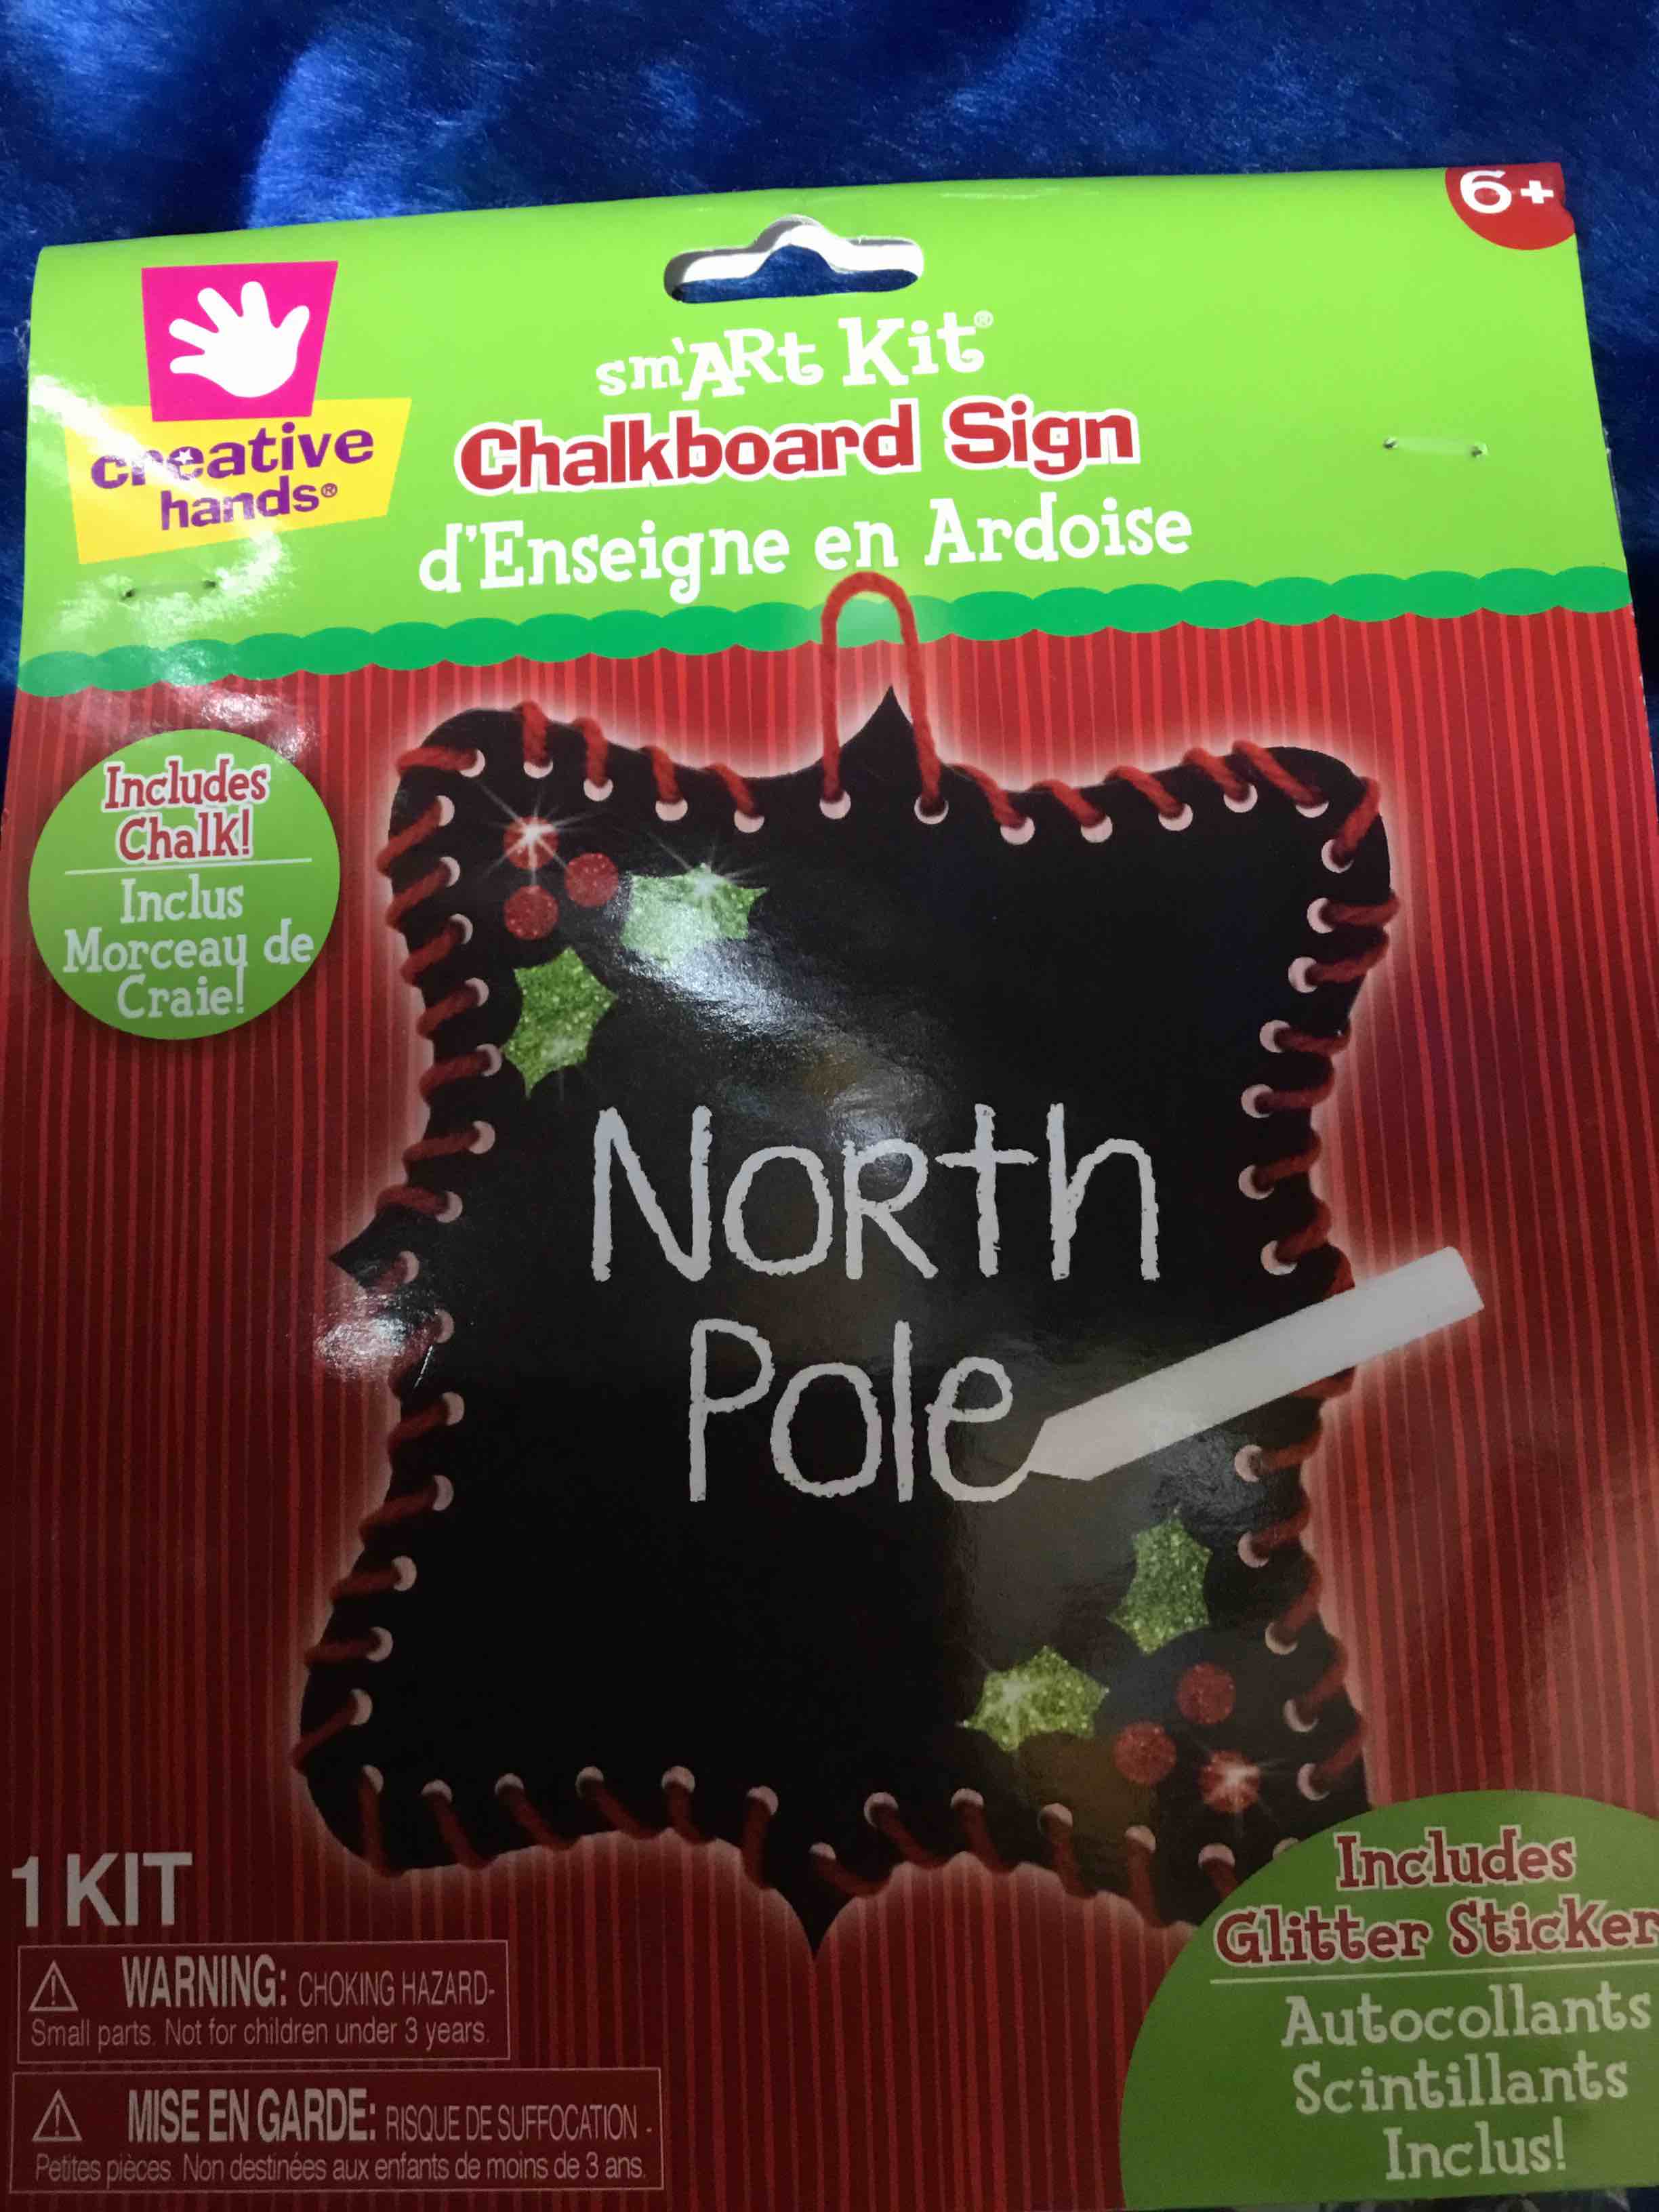 6+
creative
hands®
sm'ARt Kit®
Chalkboard Sign
d'Enseigne en Ardoise
Includes
Chalk!
Inclus
Morceau de
Craie!
North
Pole
1 KIT
WARNING: CHOKING HAZARD-
Small parts. Not for children under 3 years.
MISE EN GARDE: RISQUE DE SUFFOCATION -
Petites pièces. Non destinées aux enfants de moins de 3 ans.
Includes
Glitter Sticker
Autocollants
Scintillants
Inclus!